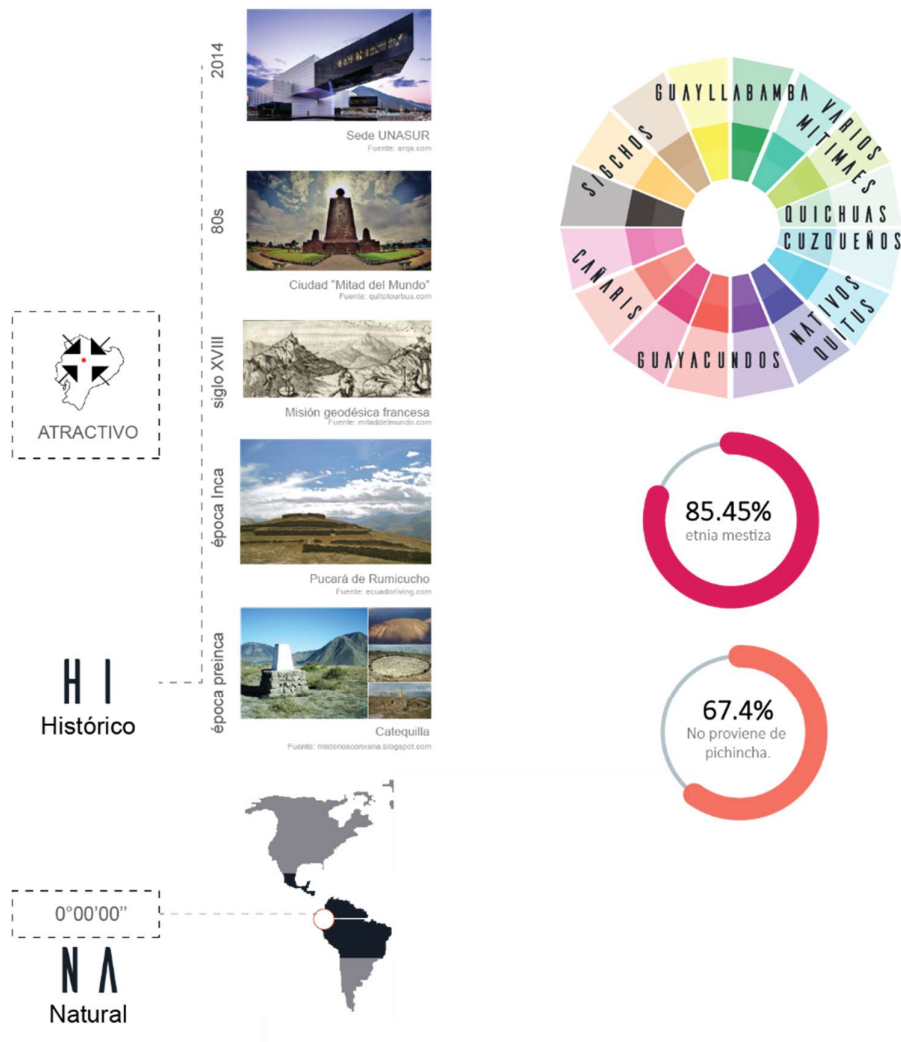 2014
Sede UNASUR
Fuente: arqa.com
80s
Ciudad "Mitad del Mundo"
Fuente: quitotourbus.com
siglo XVIII
Misión geodésica francesa
Fuente: mitaddelmundo.com
época Inca
Pucará de Rumicucho
Fuente: ecuadorliving.com
época preinca
Catequilla
Fuente: misteriosconxana.blogspot.com
ATRACTIVO
HI
Histórico
0°00'00''
NA
Natural
GUAYLLABAMBA
VARIOS
MITIMAES
QUICHUAS
CUZQUEÑOS
NATIVOS
QUITUS
GUAYACUNDOS
CAÑARIS
SIGCHOS
85.45%
etnia mestiza
67.4%
No proviene de
pichincha.